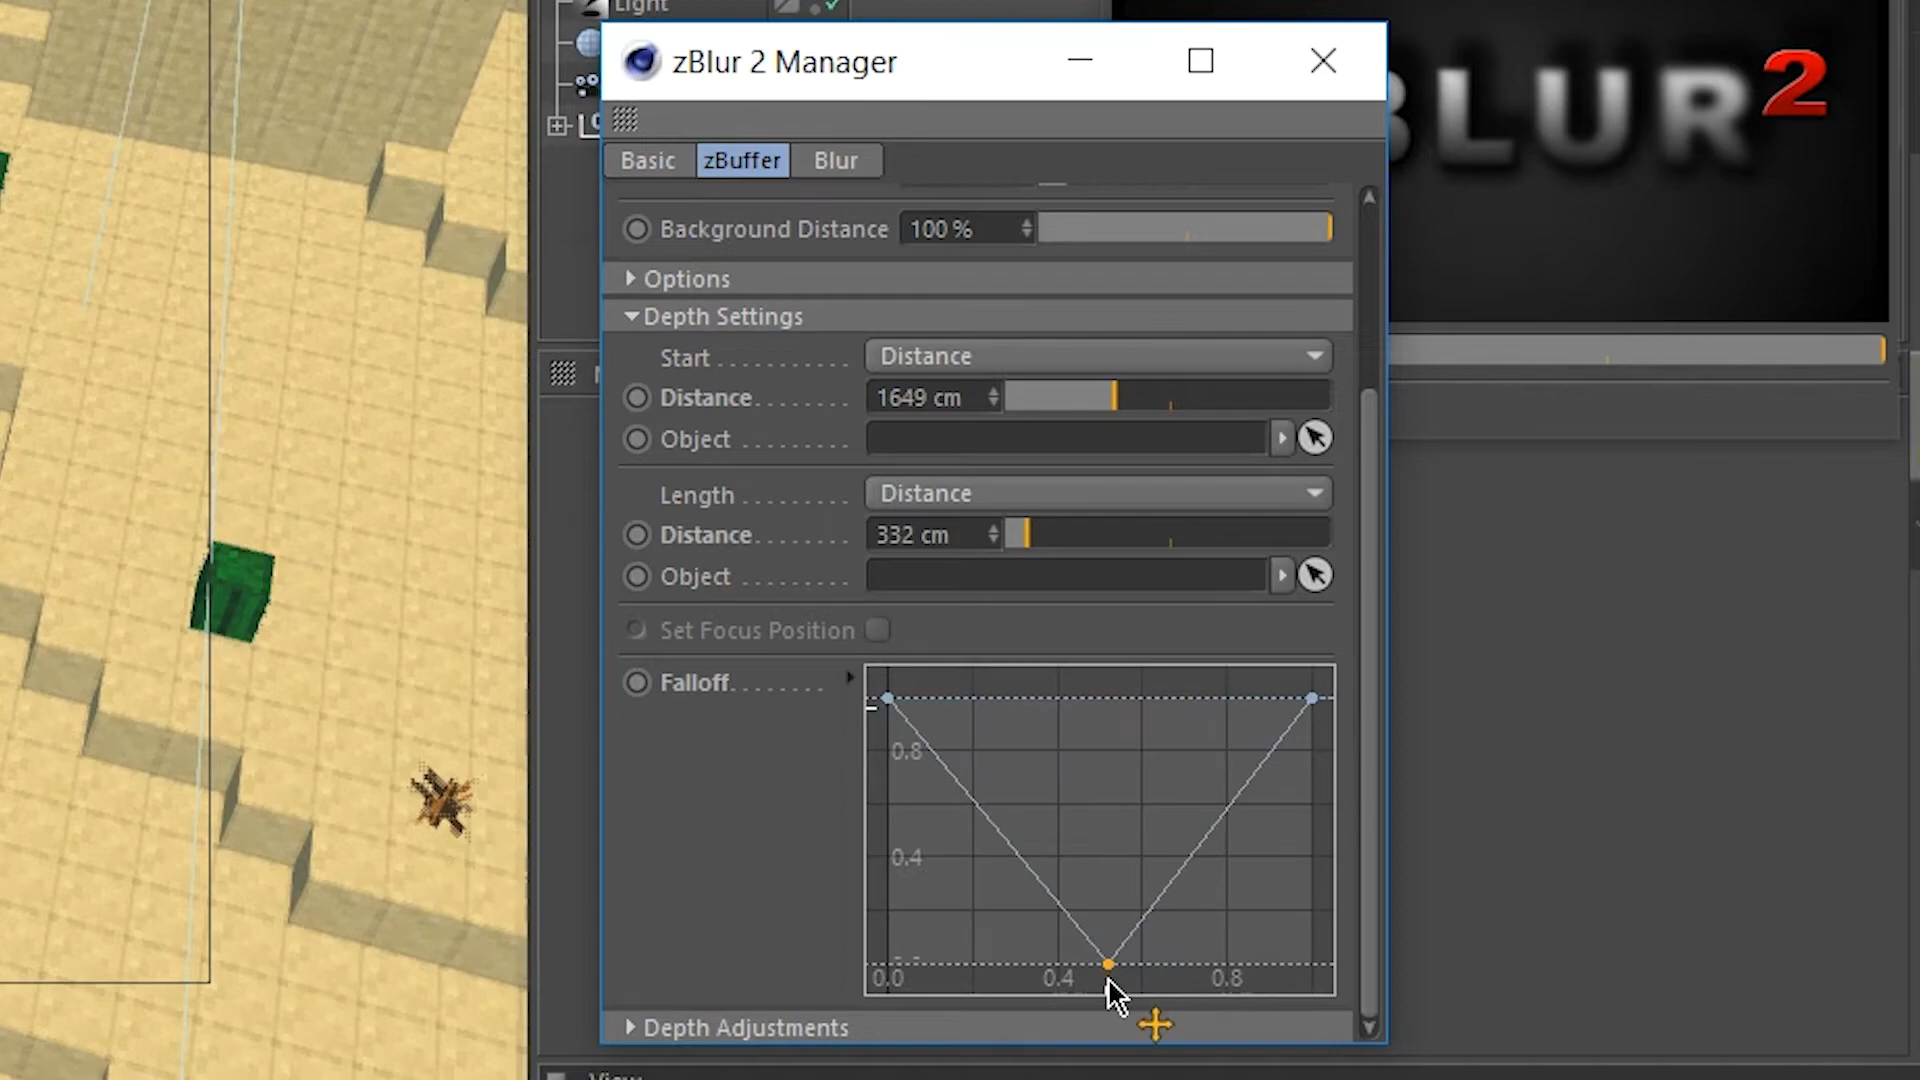 Light
zBlur 2 Manager
BLUR2
Basic zBuffer Blur
Background Distance 100 %
Options
Depth Settings
Start Distance
Distance 1649 cm
Object
Length Distance
Distance 332 cm
Object
Set Focus Position
Falloff
0.8
0.4
0.0 0.4 0.8
Depth Adjustments
View